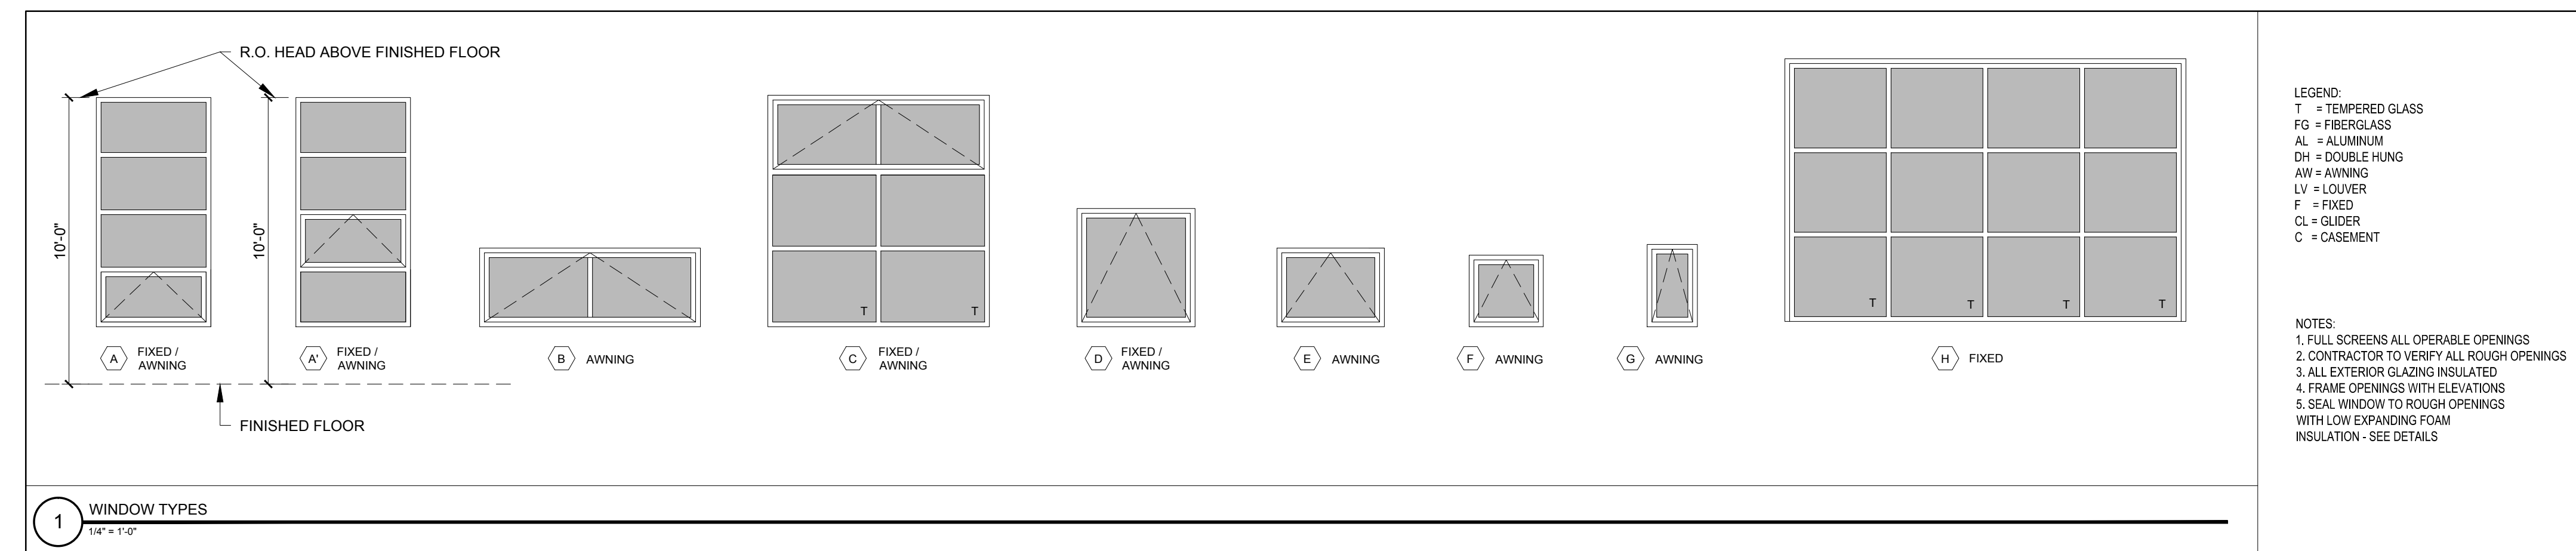 R.O. HEAD ABOVE FINISHED FLOOR
10'-0"
10'-0"
T
T
T
T
T
T
A
FIXED /
AWNING
A'
FIXED /
AWNING
B
AWNING
C
FIXED /
AWNING
D
FIXED /
AWNING
E
AWNING
F
AWNING
G
AWNING
H
FIXED
FINISHED FLOOR
1
WINDOW TYPES
1/4" = 1'-0"
LEGEND:
T = TEMPERED GLASS
FG = FIBERGLASS
AL = ALUMINUM
DH = DOUBLE HUNG
AW = AWNING
LV = LOUVER
F = FIXED
CL = GLIDER
C = CASEMENT
NOTES:
1. FULL SCREENS ALL OPERABLE OPENINGS
2. CONTRACTOR TO VERIFY ALL ROUGH OPENINGS
3. ALL EXTERIOR GLAZING INSULATED
4. FRAME OPENINGS WITH ELEVATIONS
5. SEAL WINDOW TO ROUGH OPENINGS
WITH LOW EXPANDING FOAM
INSULATION - SEE DETAILS